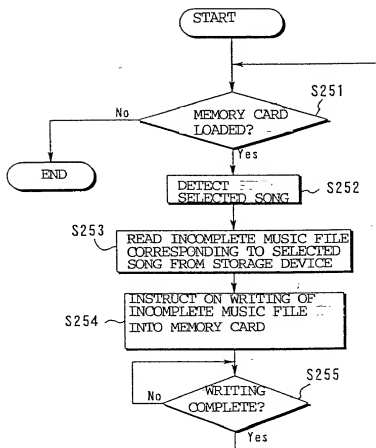 START
S251
No
MEMORY CARD
LOADED?
Yes
END
DETECT
SELECTED SONG
S252
S253
READ INCOMPLETE MUSIC FILE
CORRESPONDING TO SELECTED
SONG FROM STORAGE DEVICE
INSTRUCT ON WRITING OF
INCOMPLETE MUSIC FILE
INTO MEMORY CARD
S254
S255
No
WRITING
COMPLETE?
Yes